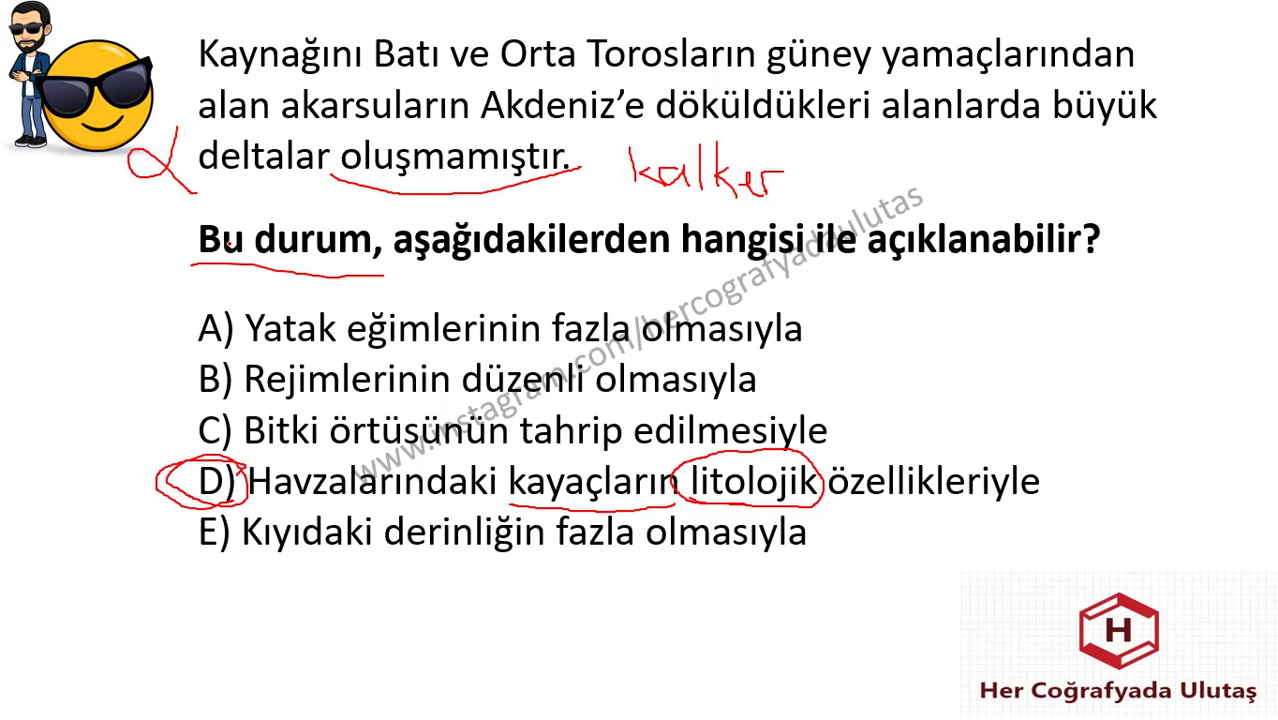 Kaynağını Batı ve Orta Torosların güney yamaçlarından
alan akarsuların Akdeniz’e döküldükleri alanlarda büyük
deltalar oluşmamıştır.
kalker
Bu durum, aşağıdakilerden hangisi ile açıklanabilir?
A) Yatak eğimlerinin fazla olmasıyla
B) Rejimlerinin düzenli olmasıyla
C) Bitki örtüsünün tahrip edilmesiyle
D) Havzalarındaki kayaçların litolojik özellikleriyle
E) Kıyıdaki derinliğin fazla olmasıyla
www.instagram.com/hercografyadaulutas
H
Her Coğrafyada Ulutaş